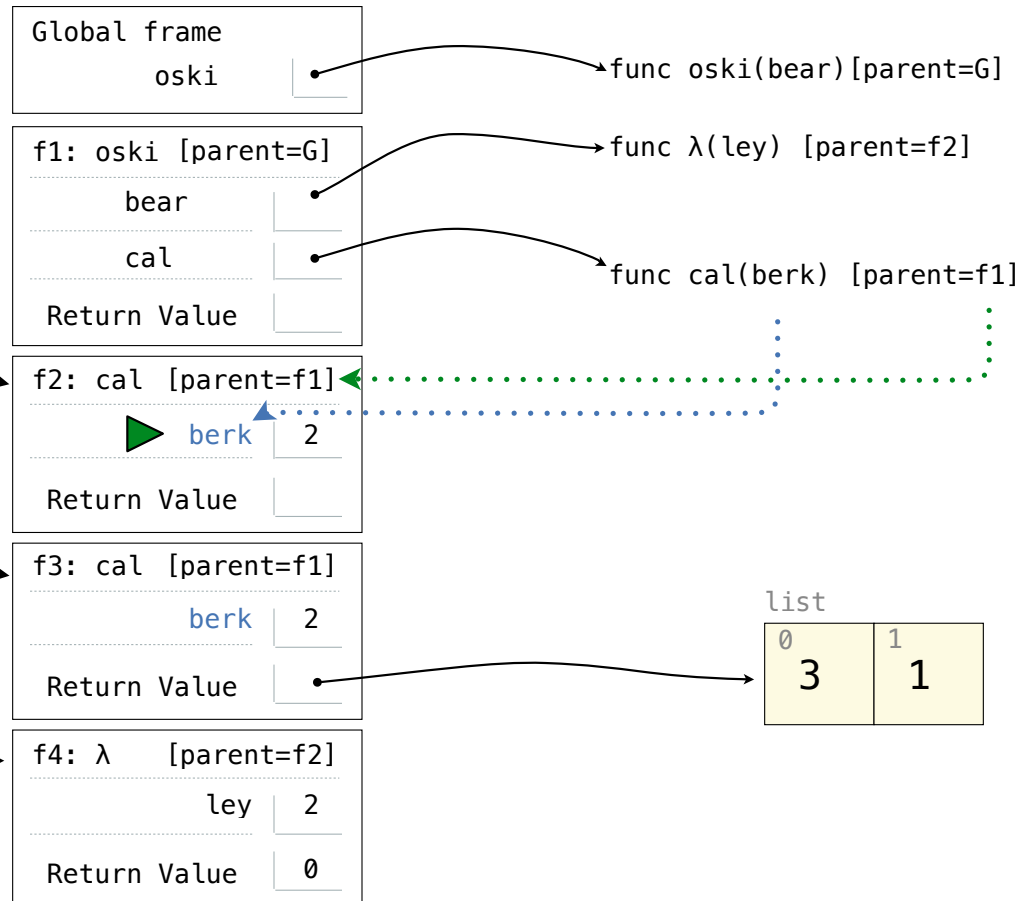 Global frame
oski
func oski(bear)[parent=G]
f1: oski [parent=G]
func λ(ley) [parent=f2]
bear
cal
func cal(berk) [parent=f1]
Return Value
f2: cal [parent=f1]
berk 2
Return Value
f3: cal [parent=f1]
list
berk 2
0 1
3 1
Return Value
f4: λ [parent=f2]
ley 2
Return Value 0